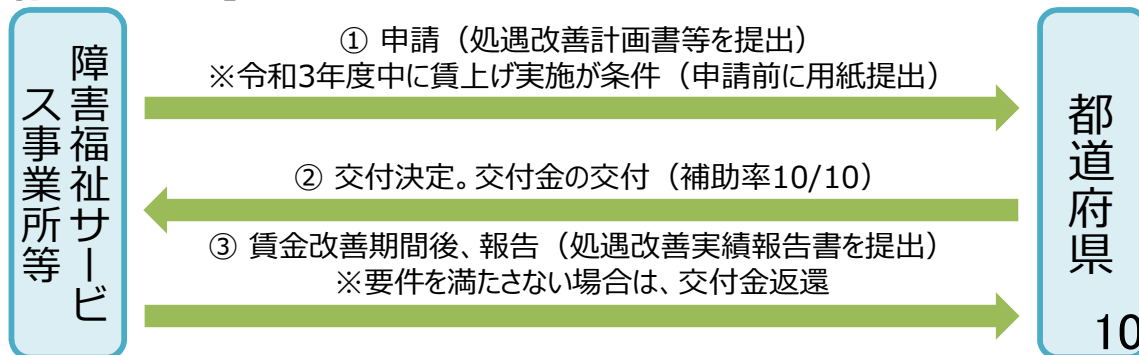 障害福祉サービ
ス事業所等
① 申請（処遇改善計画書等を提出）
※令和3年度中に賃上げ実施が条件（申請前に用紙提出）
② 交付決定。交付金の交付（補助率10/10）
③ 賃金改善期間後、報告（処遇改善実績報告書を提出）
※要件を満たさない場合は、交付金返還
都道府県
10